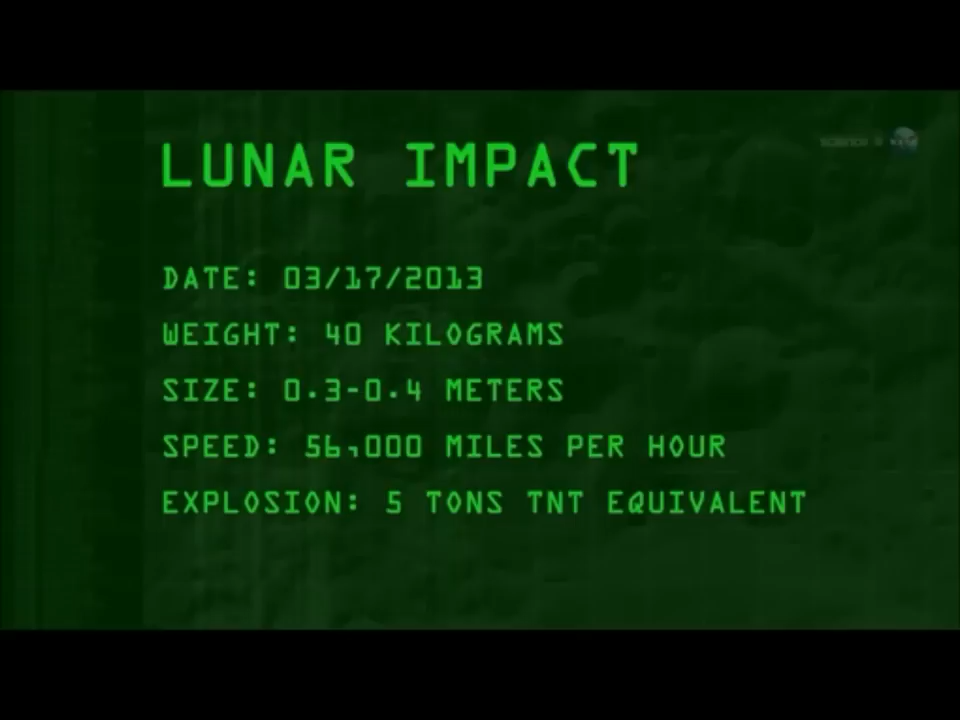 LUNAR IMPACT
DATE: 03/17/2013
WEIGHT: 40 KILOGRAMS
SIZE: 0.3-0.4 METERS
SPEED: 56,000 MILES PER HOUR
EXPLOSION: 5 TONS TNT EQUIVALENT